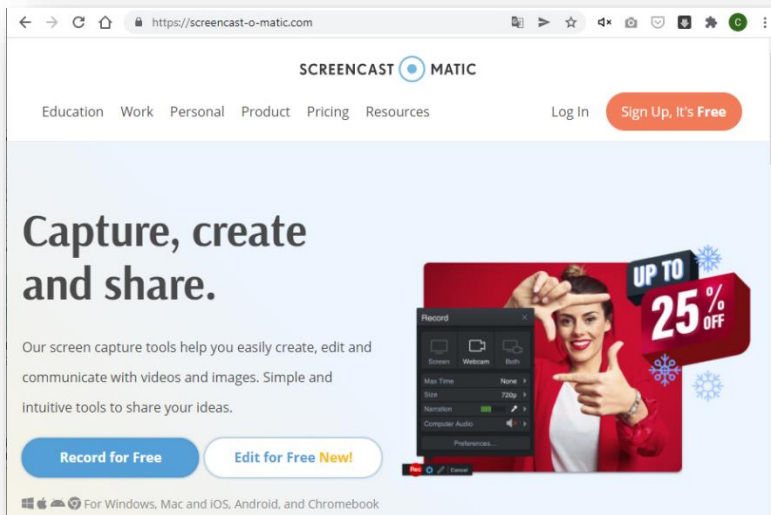 https://screencast-o-matic.com
C
SCREENCAST MATIC
Education Work Personal Product Pricing Resources Log In Sign Up, It's Free
Capture, create
and share.
Our screen capture tools help you easily create, edit and
communicate with videos and images. Simple and
intuitive tools to share your ideas.
Record for Free Edit for Free New!
For Windows, Mac and iOS, Android, and Chromebook
UP TO
25% OFF
Record
Screen Webcam Both
Max Time None
Size 720p
Narration
Computer Audio
Preferences...
Rec Cancel